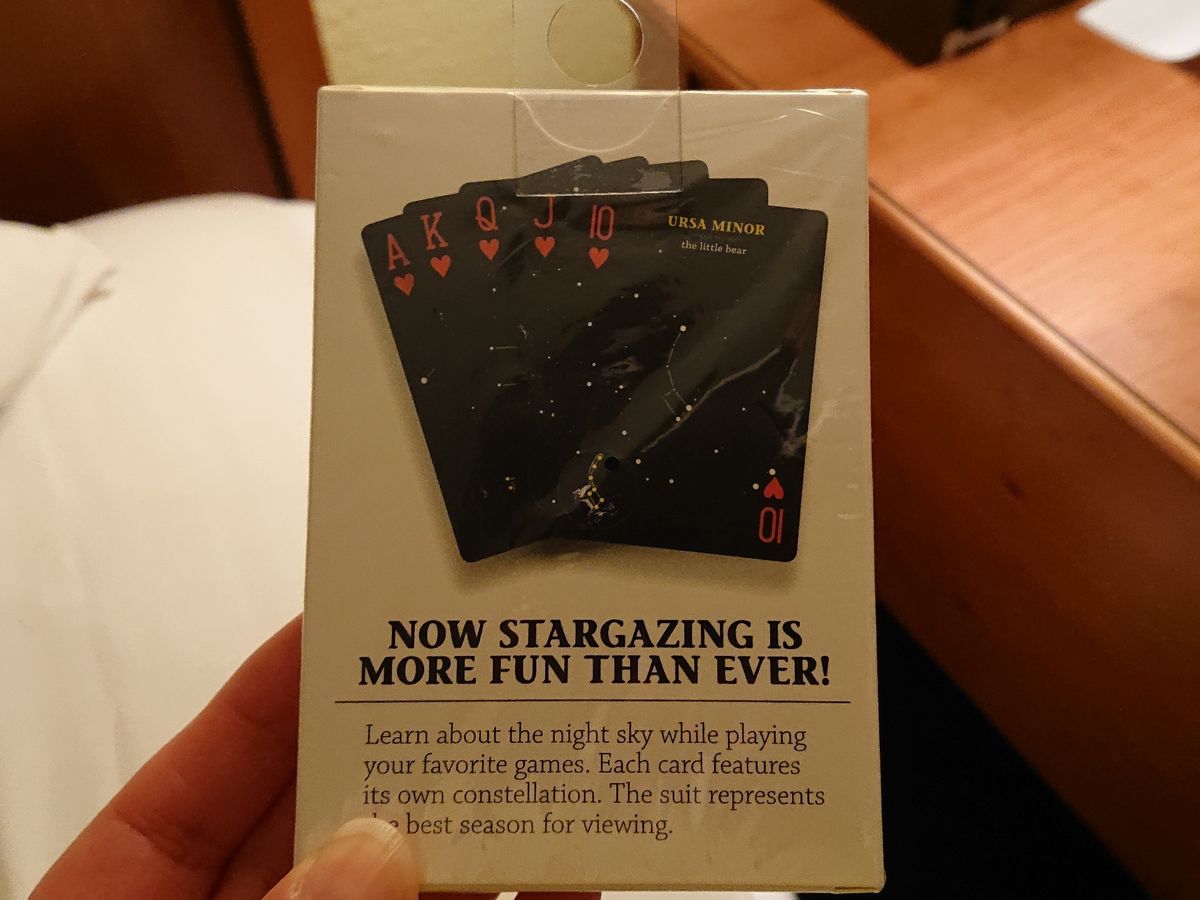 A K Q J 10
URSA MINOR
the little bear
10
NOW STARGAZING IS
MORE FUN THAN EVER!
Learn about the night sky while playing
your favorite games. Each card features
its own constellation. The suit represents
the best season for viewing.